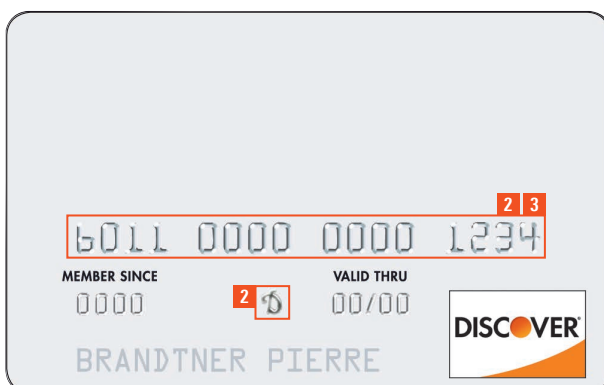 2 3
6011 0000 0000 1234
MEMBER SINCE VALID THRU
0000 2 D 00/00
DISCOVER
BRANDTNER PIERRE